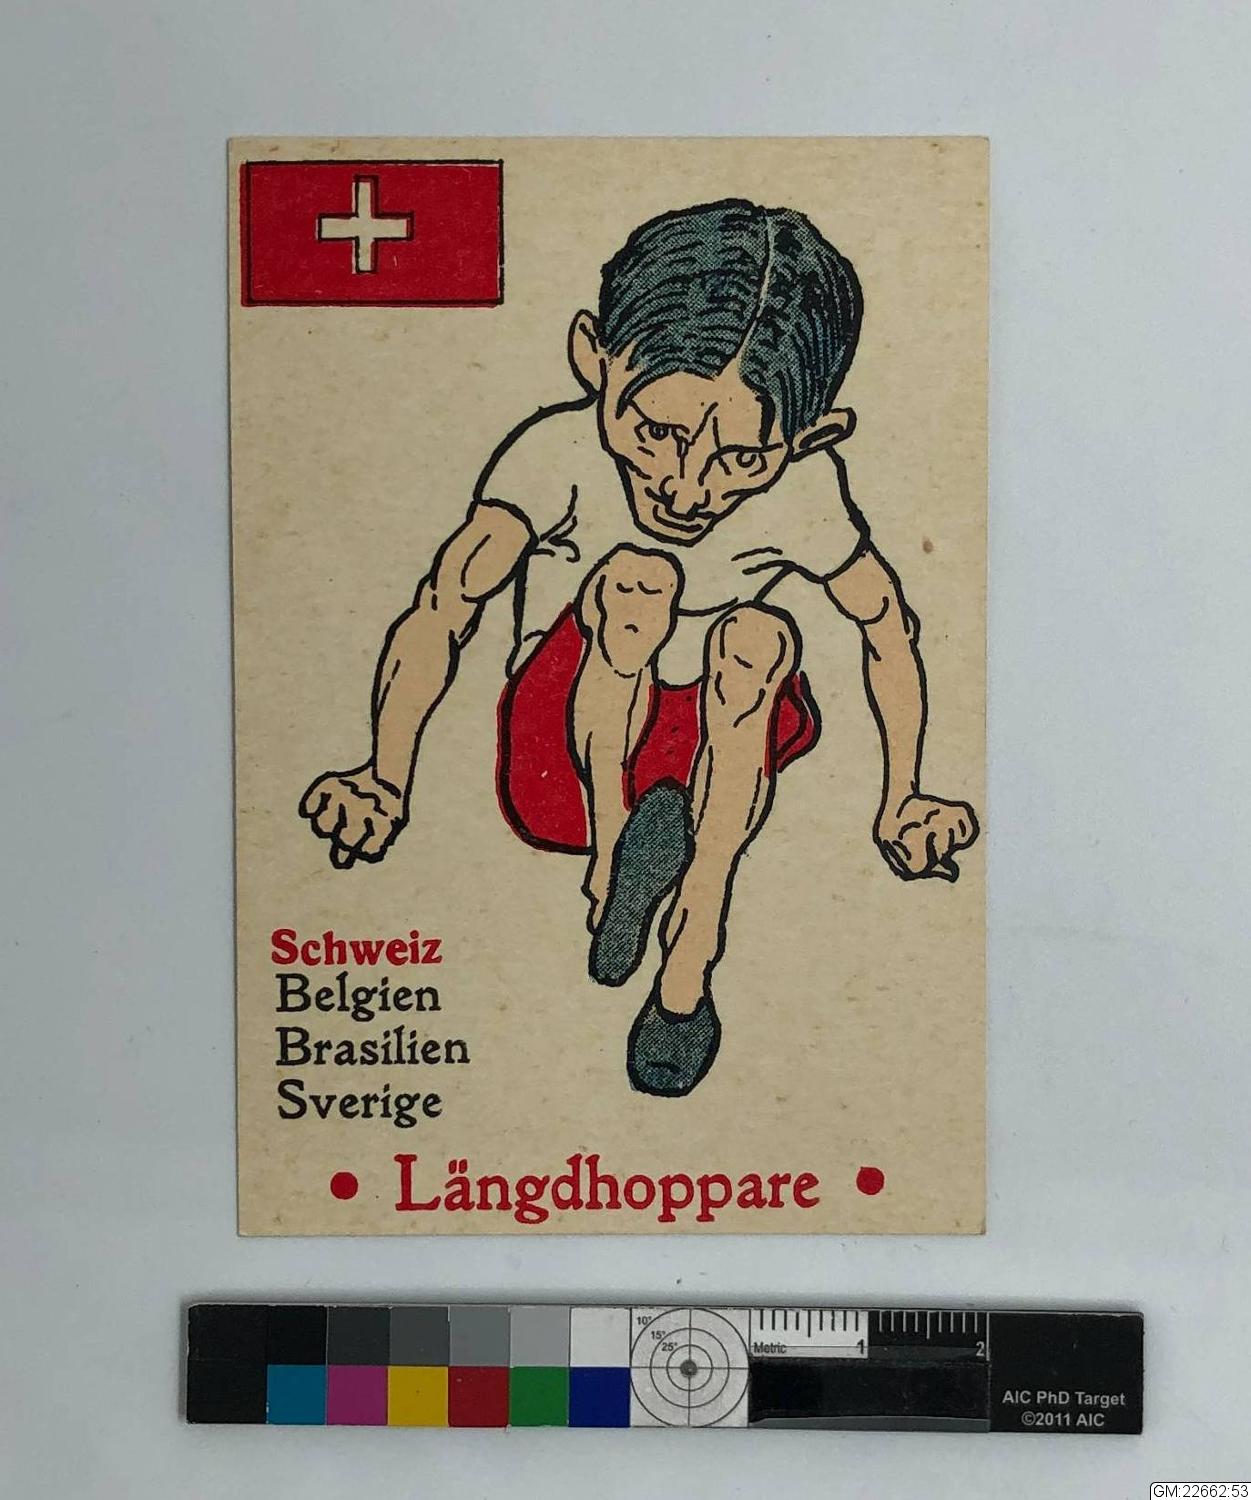 Schweiz
Belgien
Brasilien
Sverige
• Längdhoppare •
10°
15°
25°
Metric 1 2
AIC PhD Target
©2011 AIC
GM:22662:53